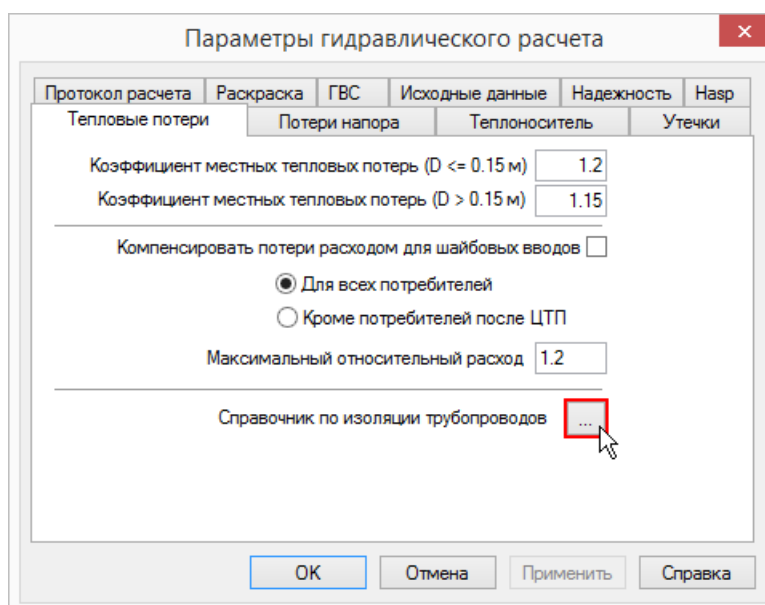 Параметры гидравлического расчета
Протокол расчета Раскраска ГВС Исходные данные Надежность Hasp
Тепловые потери Потери напора Теплоноситель Утечки
Коэффициент местных тепловых потерь (D <= 0.15 м) 1.2
Коэффициент местных тепловых потерь (D > 0.15 м) 1.15
Компенсировать потери расходом для шайбовых вводов
Для всех потребителей
Кроме потребителей после ЦТП
Максимальный относительный расход 1.2
Справочник по изоляции трубопроводов ...
OK Отмена Применить Справка